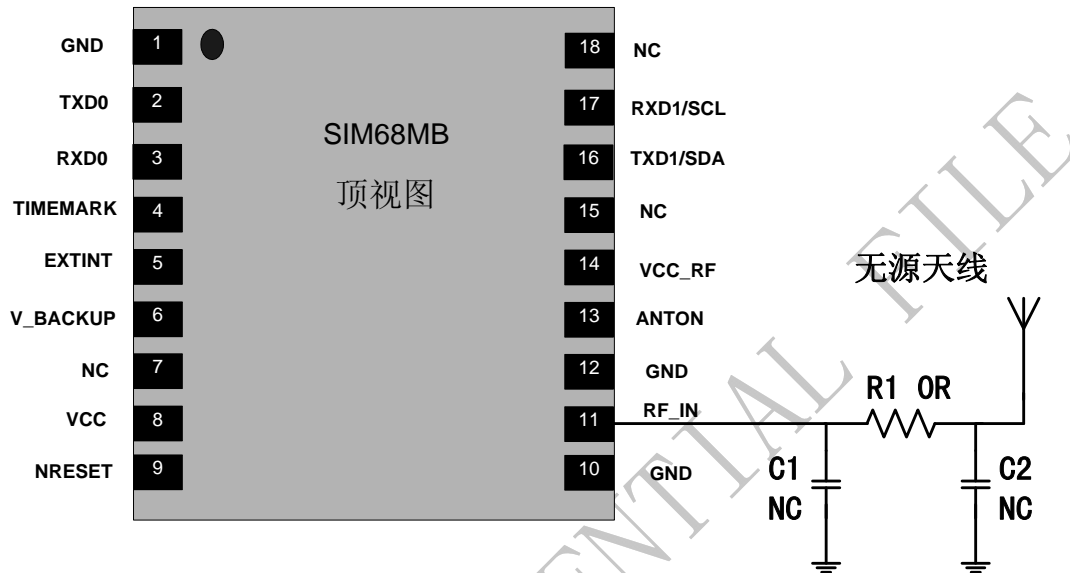 GND 1
TXD0 2
RXD0 3
TIMEMARK 4
EXTINT 5
V_BACKUP 6
NC 7
VCC 8
NRESET 9
SIM68MB
顶视图
18 NC
17 RXD1/SCL
16 TXD1/SDA
15 NC
14 VCC_RF
13 ANTON
12 GND
11 RF_IN
10 GND
无源天线
R1 0R
C1
NC
C2
NC
ENTIAL FILE